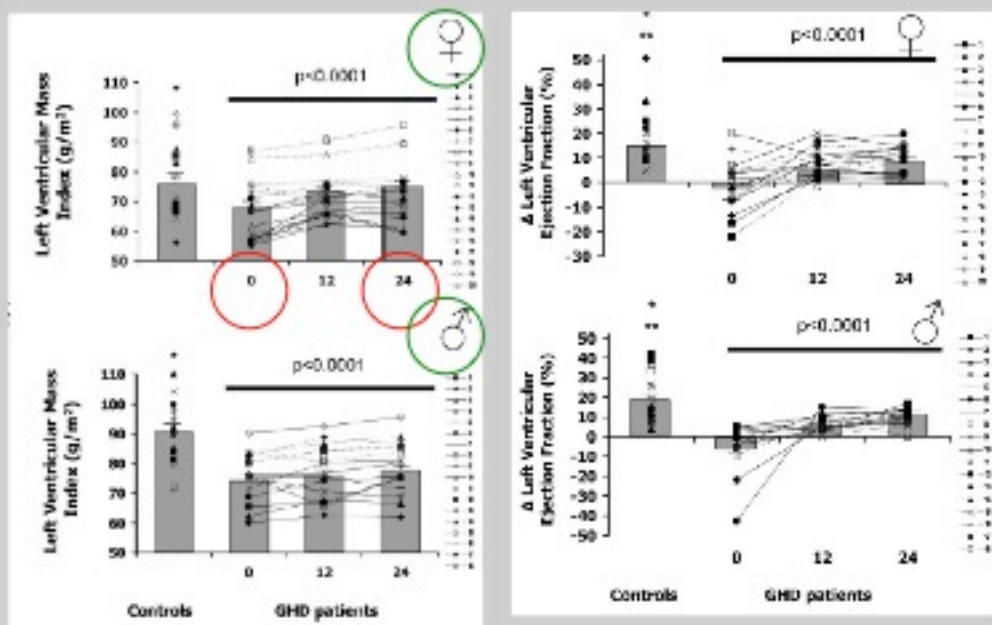 p<0.0001
Left Ventricular Mass
Index (g/m²)
110
100
90
80
70
60
50
0 12 24
p<0.0001
Left Ventricular Mass
Index (g/m²)
110
100
90
80
70
60
50
0 12 24
Controls GHD patients
p<0.0001
Δ Left Ventricular
Ejection Fraction (%)
50
40
30
20
10
0
-10
-20
-30
0 12 24
p<0.0001
Δ Left Ventricular
Ejection Fraction (%)
50
40
30
20
10
0
-10
-20
-30
-40
-50
0 12 24
Controls GHD patients